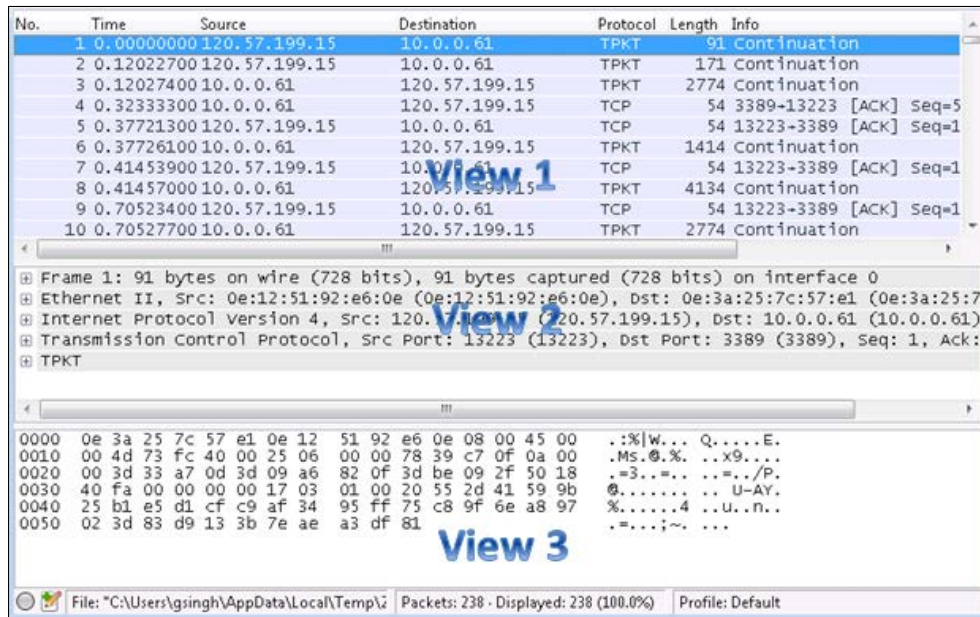 No. Time Source Destination Protocol Length Info
1 0.00000000 120.57.199.15 10.0.0.61 TPKT 91 Continuation
2 0.12022700 120.57.199.15 10.0.0.61 TPKT 171 Continuation
3 0.12027400 10.0.0.61 120.57.199.15 TPKT 2774 Continuation
4 0.32333300 10.0.0.61 120.57.199.15 TCP 54 3389→13223 [ACK] Seq=5
5 0.37721300 120.57.199.15 10.0.0.61 TCP 54 13223→3389 [ACK] Seq=1
6 0.37726100 10.0.0.61 120.57.199.15 TPKT 1414 Continuation
7 0.41453900 120.57.199.15 10.0.0.61 TCP 54 13223→3389 [ACK] Seq=1
8 0.41457000 10.0.0.61 120.57.199.15 TPKT 4134 Continuation
9 0.70523400 120.57.199.15 10.0.0.61 TCP 54 13223→3389 [ACK] Seq=1
10 0.70527700 10.0.0.61 120.57.199.15 TPKT 2774 Continuation
View 1
Frame 1: 91 bytes on wire (728 bits), 91 bytes captured (728 bits) on interface 0
Ethernet II, Src: 0e:12:51:92:e6:0e (0e:12:51:92:e6:0e), Dst: 0e:3a:25:7c:57:e1 (0e:3a:25:7
Internet Protocol Version 4, Src: 120.57.199.15 (120.57.199.15), Dst: 10.0.0.61 (10.0.0.61)
Transmission Control Protocol, Src Port: 13223 (13223), Dst Port: 3389 (3389), Seq: 1, Ack:
TPKT
View 2
0000 0e 3a 25 7c 57 e1 0e 12 51 92 e6 0e 08 00 45 00 .:%|W... Q.....E.
0010 00 4d 73 fc 40 00 25 06 00 00 78 39 c7 0f 0a 00 .Ms.@.%. ..x9....
0020 00 3d 33 a7 0d 3d 09 a6 82 0f 3d be 09 2f 50 18 .=3..=.. ..=../P.
0030 40 fa 00 00 00 00 17 03 01 00 20 55 2d 41 59 9b @....... .. U-AY.
0040 25 b1 e5 d1 cf c9 af 34 95 ff 75 c8 9f 6e a8 97 %......4 ..u..n..
0050 02 3d 83 d9 13 3b 7e ae a3 df 81 .=...;~. ...
View 3
File: "C:\Users\gsingh\AppData\Local\Temp\Z Packets: 238 · Displayed: 238 (100.0%) Profile: Default